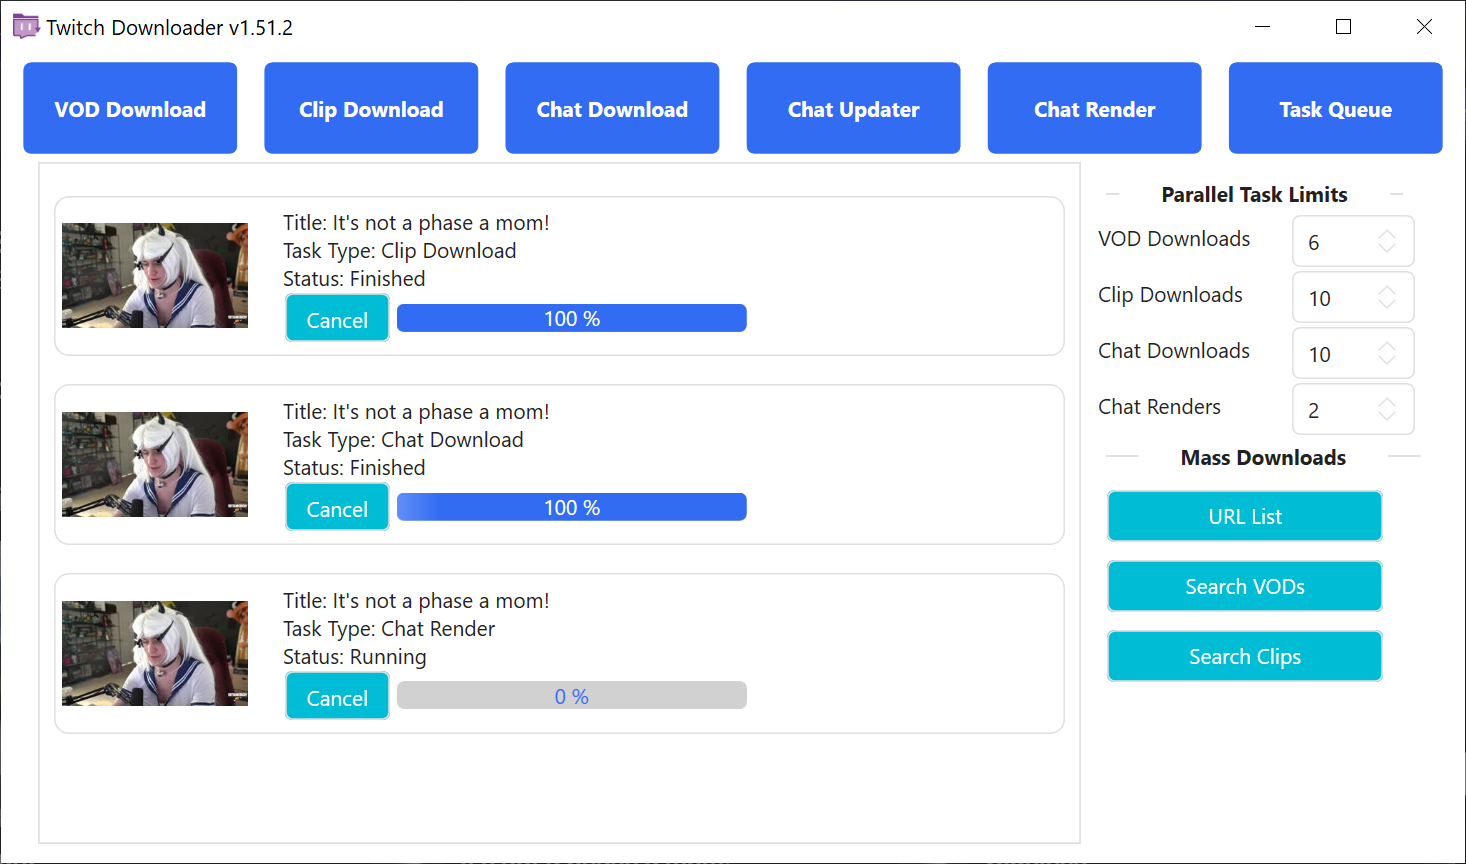 Twitch Downloader v1.51.2
VOD Download
Clip Download
Chat Download
Chat Updater
Chat Render
Task Queue
Title: It's not a phase a mom!
Task Type: Clip Download
Status: Finished
Cancel
100 %
Title: It's not a phase a mom!
Task Type: Chat Download
Status: Finished
Cancel
100 %
Title: It's not a phase a mom!
Task Type: Chat Render
Status: Running
Cancel
0 %
Parallel Task Limits
VOD Downloads
6
Clip Downloads
10
Chat Downloads
10
Chat Renders
2
Mass Downloads
URL List
Search VODs
Search Clips